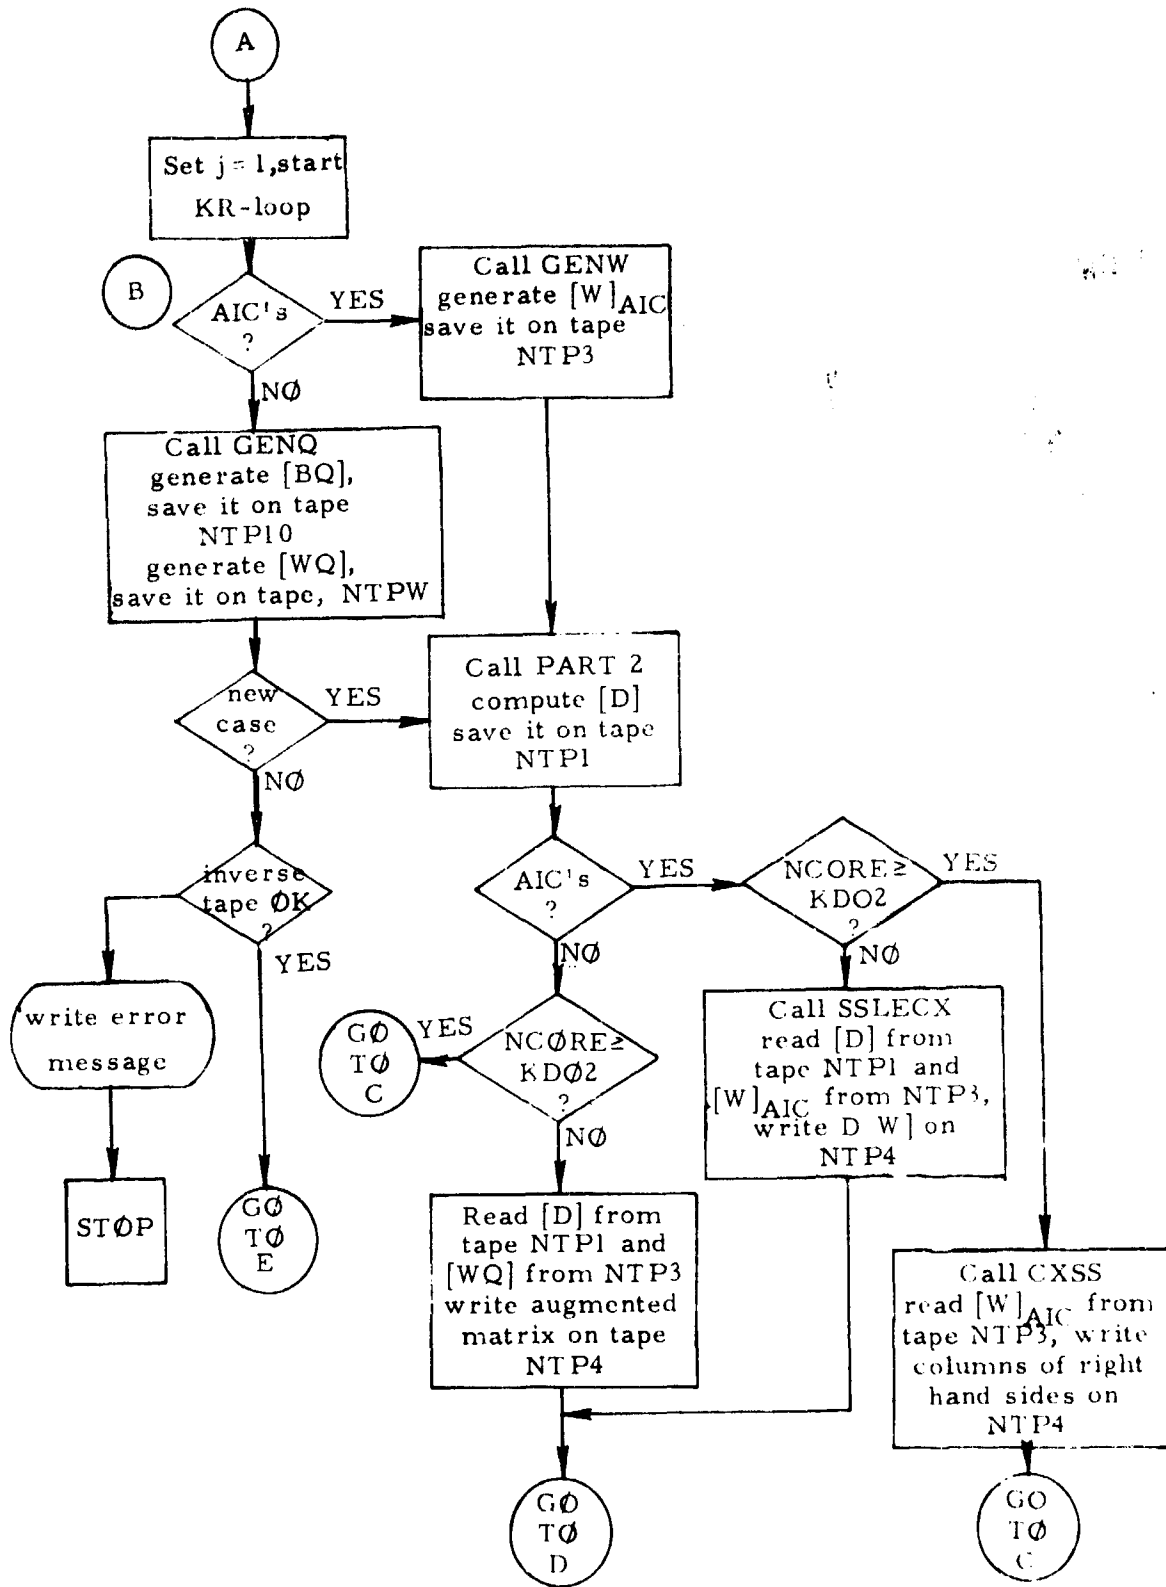 A
Set j = 1, start
KR-loop
B
AIC's
?
YES
NØ
Call GENW
generate [W]AIC
save it on tape
NTP3
Call GENQ
generate [BQ],
save it on tape
NTP10
generate [WQ],
save it on tape, NTPW
new
case
?
YES
NØ
Call PART 2
compute [D]
save it on tape
NTP1
inverse
tape ØK
?
YES
write error
message
STØP
GØ
TØ
E
AIC's
?
YES
NØ
NCORE≥
KDO2
?
YES
NØ
GØ
TØ
C
YES
NCØRE≥
KDØ2
?
NØ
Call SSLECX
read [D] from
tape NTP1 and
[W]AIC from NTP3,
write D W] on
NTP4
Read [D] from
tape NTP1 and
[WQ] from NTP3
write augmented
matrix on tape
NTP4
Call CXSS
read [W]AIC from
tape NTP3, write
columns of right
hand sides on
NTP4
GØ
TØ
D
GO
TØ
C